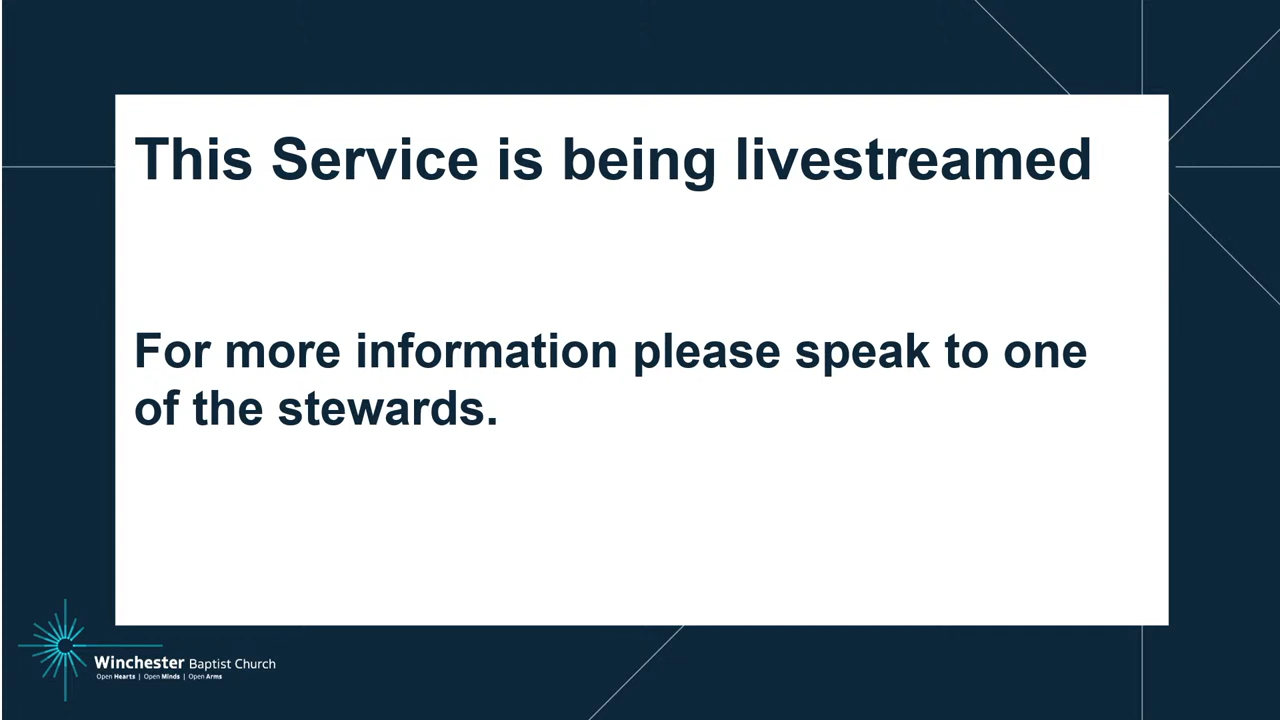 This Service is being livestreamed
For more information please speak to one
of the stewards.
Winchester Baptist Church
Open Hearts | Open Minds | Open Arms